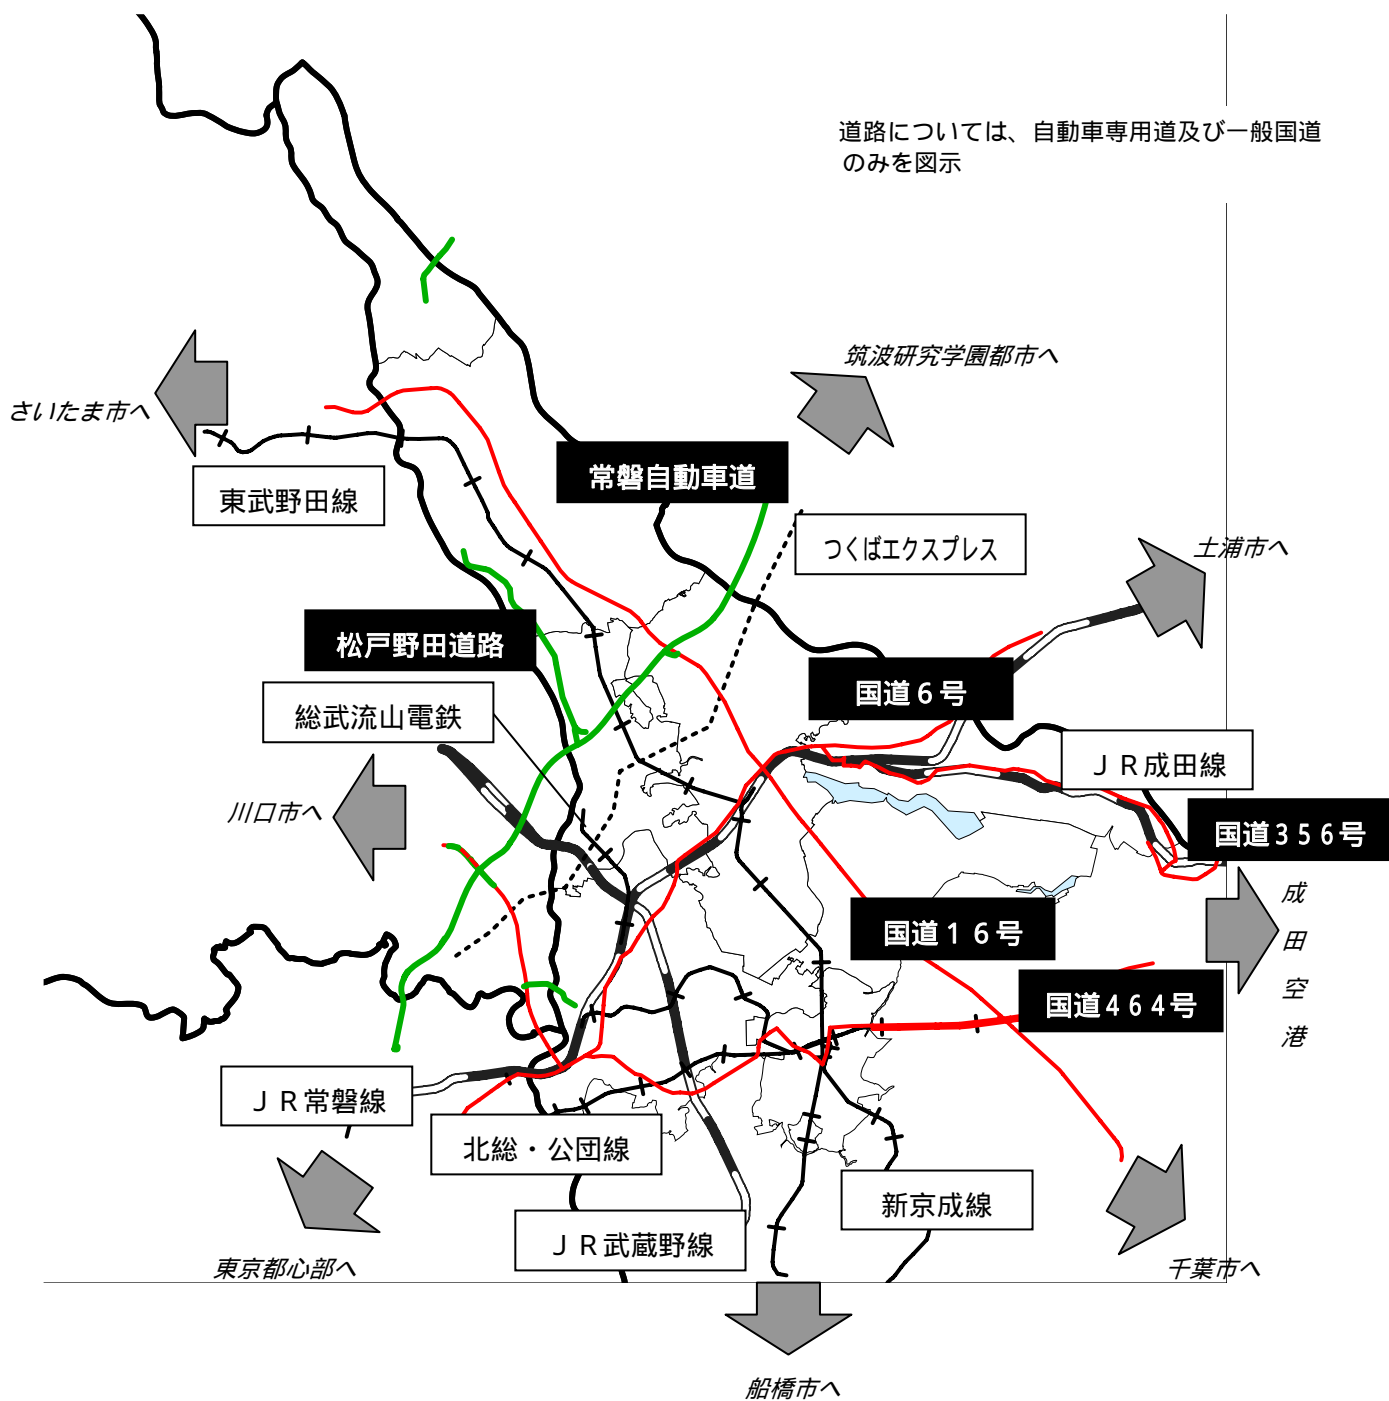 道路については、自動車専用道及び一般国道
のみを図示
筑波研究学園都市へ
さいたま市へ
常磐自動車道
東武野田線
つくばエクスプレス
土浦市へ
松戸野田道路
国道６号
総武流山電鉄
ＪＲ成田線
川口市へ
国道３５６号
成田空港
国道１６号
国道４６４号
ＪＲ常磐線
北総・公団線
新京成線
ＪＲ武蔵野線
東京都心部へ
千葉市へ
船橋市へ